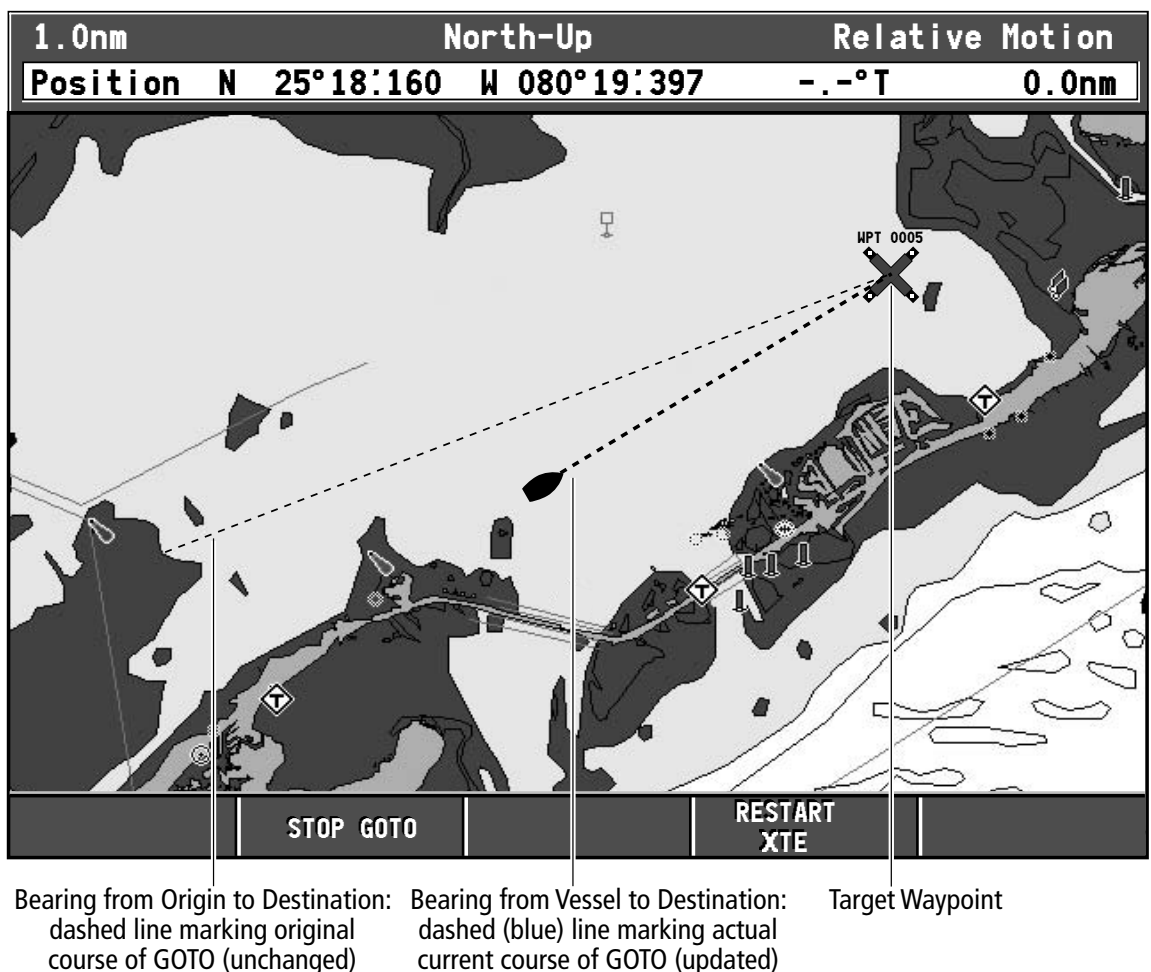 1.0nm North-Up Relative Motion
Position N 25°18'.160 W 080°19'.397 -.-°T 0.0nm
WPT 0005
T
T
T
STOP GOTO
RESTART
XTE
Bearing from Origin to Destination:
dashed line marking original
course of GOTO (unchanged)
Bearing from Vessel to Destination:
dashed (blue) line marking actual
current course of GOTO (updated)
Target Waypoint